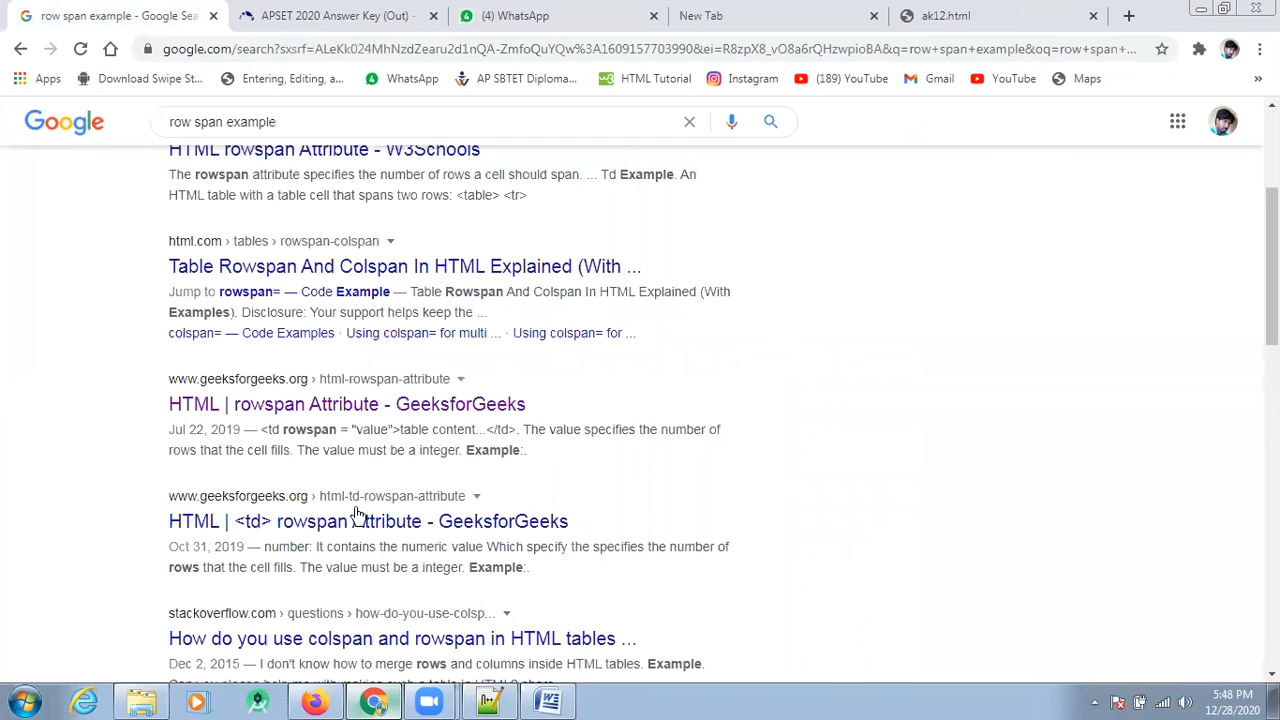 row span example - Google Sea
APSET 2020 Answer Key (Out) -
(4) WhatsApp
New Tab
ak12.html
google.com/search?sxsrf=ALeKk024MhNzdZearu2d1nQA-ZmfoQuYQw%3A1609157703990&ei=R8zpX8_vO8a6rQHzwpioBA&q=row+span+example&oq=row+span+...
Apps
Download Swipe St...
Entering, Editing, a...
WhatsApp
AP SBTET Diploma...
HTML Tutorial
Instagram
(189) YouTube
Gmail
YouTube
Maps
»
Google
row span example
HTML rowspan Attribute - W3Schools
The rowspan attribute specifies the number of rows a cell should span. ... Td Example. An
HTML table with a table cell that spans two rows: <table> <tr>
html.com › tables › rowspan-colspan
Table Rowspan And Colspan In HTML Explained (With ...
Jump to rowspan= — Code Example — Table Rowspan And Colspan In HTML Explained (With
Examples). Disclosure: Your support helps keep the ...
colspan= — Code Examples · Using colspan= for multi ... · Using colspan= for ...
www.geeksforgeeks.org › html-rowspan-attribute
HTML | rowspan Attribute - GeeksforGeeks
Jul 22, 2019 — <td rowspan = "value">table content...</td>. The value specifies the number of
rows that the cell fills. The value must be a integer. Example:.
www.geeksforgeeks.org › html-td-rowspan-attribute
HTML | <td> rowspan Attribute - GeeksforGeeks
Oct 31, 2019 — number: It contains the numeric value Which specify the specifies the number of
rows that the cell fills. The value must be a integer. Example:.
stackoverflow.com › questions › how-do-you-use-colsp...
How do you use colspan and rowspan in HTML tables ...
Dec 2, 2015 — I don't know how to merge rows and columns inside HTML tables. Example.
5:48 PM
12/28/2020